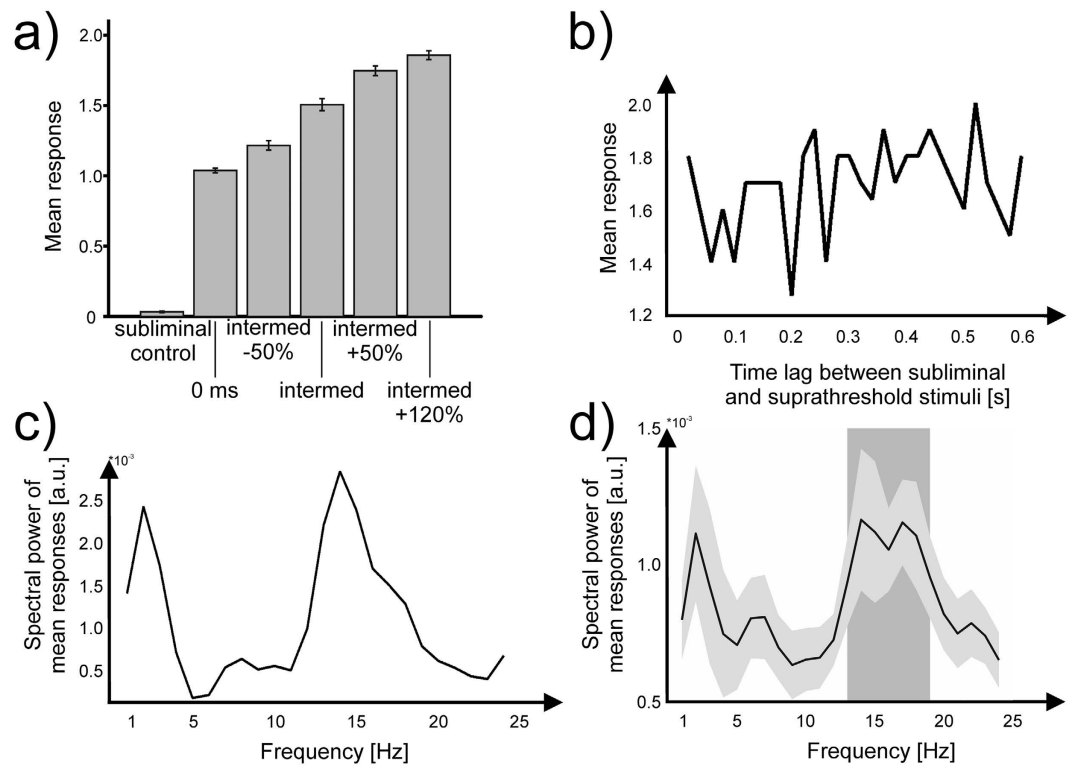 a)
Mean response
2.0
1.5
1.0
0.5
0
subliminal
control
0 ms
intermed
-50%
intermed
intermed
+50%
intermed
+120%
b)
Mean response
2.0
1.8
1.6
1.4
1.2
0
0.1
0.2
0.3
0.4
0.5
0.6
Time lag between subliminal
and suprathreshold stimuli [s]
c)
Spectral power of
mean responses [a.u.]
*10⁻³
2.5
2.0
1.5
1.0
0.5
1
5
10
15
20
25
Frequency [Hz]
d)
Spectral power of
mean responses [a.u.]
*10⁻³
1.5
1.0
0.5
1
5
10
15
20
25
Frequency [Hz]